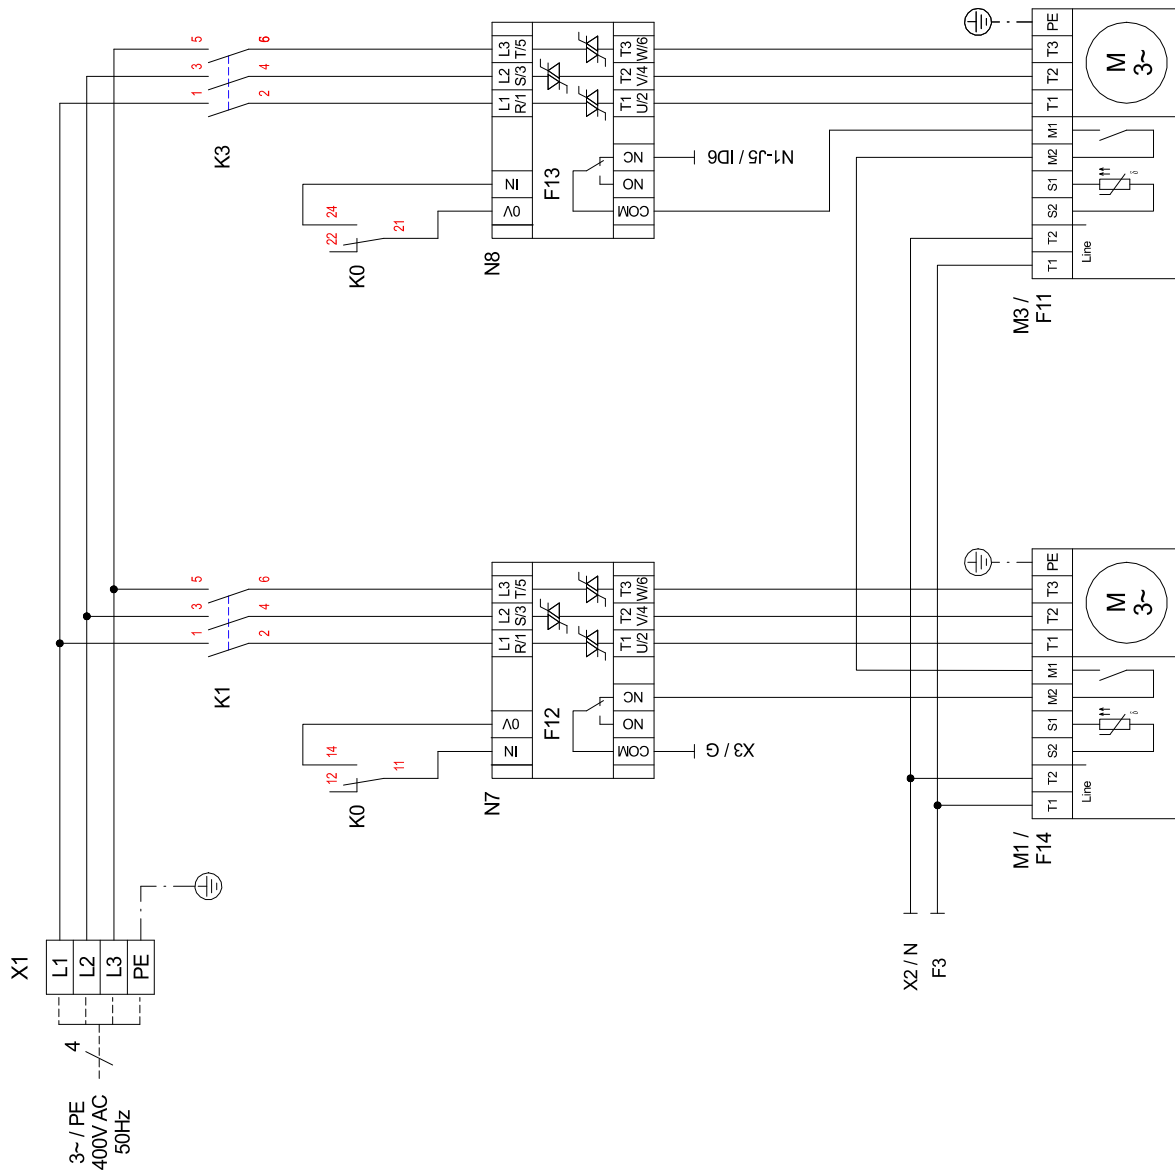 X1
L1
L2
L3
PE
4
3~ / PE
400V AC
50Hz
5
3
1
6
4
2
K3
22
24
21
K0
L3
T/5
L2
S/3
L1
R/1
IN
0V
F13
N8
T3
W/6
T2
V/4
T1
U/2
NC
NO
COM
N1-J5 / ID6
PE
T3
T2
T1
M1
M2
S1
S2
T2
T1
M
3~
Line
M3 /
F11
5
3
1
6
4
2
K1
12
14
11
K0
L3
T/5
L2
S/3
L1
R/1
0V
IN
F12
N7
T3
W/6
T2
V/4
T1
U/2
NC
NO
COM
X3 / G
PE
T3
T2
T1
M1
M2
S1
S2
T2
T1
M
3~
Line
M1 /
F14
X2 / N
F3